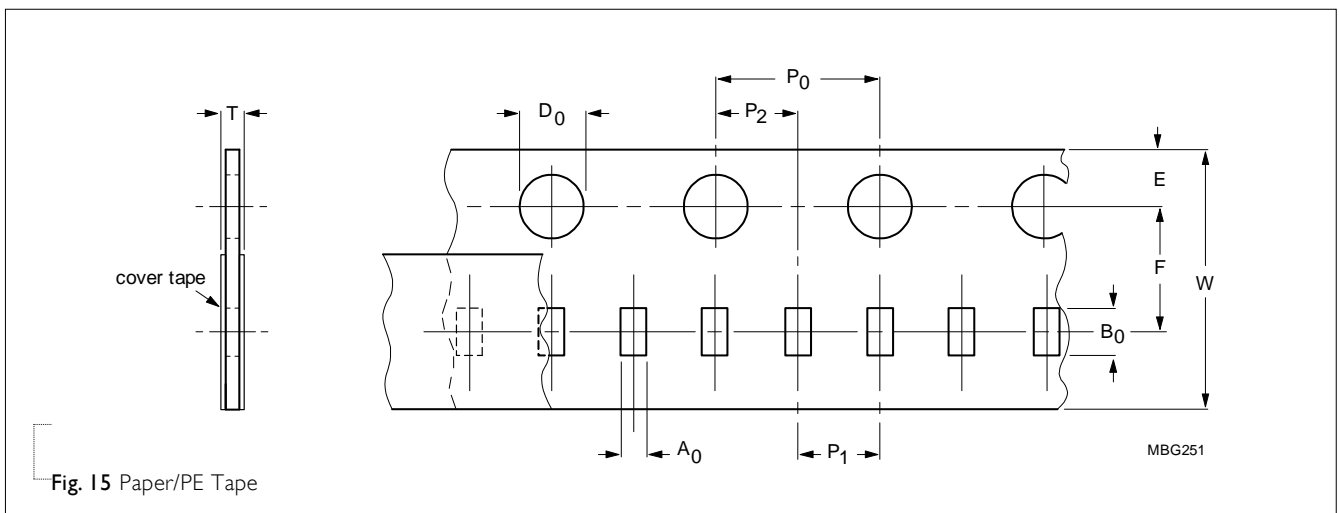 P0
T
D0
P2
E
F
W
cover tape
B0
A0
P1
MBG251
Fig. 15 Paper/PE Tape